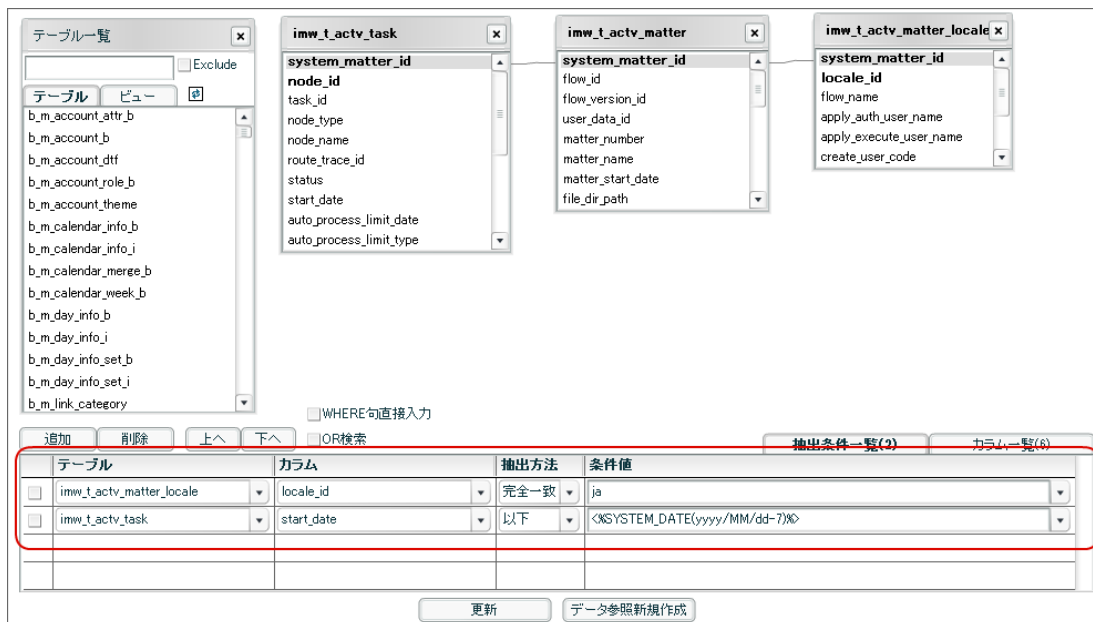 テーブル一覧
Exclude
テーブル ビュー
b_m_account_attr_b
b_m_account_b
b_m_account_dtf
b_m_account_role_b
b_m_account_theme
b_m_calendar_info_b
b_m_calendar_info_i
b_m_calendar_merge_b
b_m_calendar_week_b
b_m_day_info_b
b_m_day_info_i
b_m_day_info_set_b
b_m_day_info_set_i
b_m_link_category
imw_t_actv_task
system_matter_id
node_id
task_id
node_type
node_name
route_trace_id
status
start_date
auto_process_limit_date
auto_process_limit_type
imw_t_actv_matter
system_matter_id
flow_id
flow_version_id
user_data_id
matter_number
matter_name
matter_start_date
file_dir_path
imw_t_actv_matter_locale
system_matter_id
locale_id
flow_name
apply_auth_user_name
apply_execute_user_name
create_user_code
WHERE句直接入力
追加 削除 上へ 下へ OR検索
抽出条件一覧(2) カラム一覧(6)
テーブル カラム 抽出方法 条件値
imw_t_actv_matter_locale locale_id 完全一致 ja
imw_t_actv_task start_date 以下 <%SYSTEM_DATE(yyyy/MM/dd-7)%>
更新 データ参照新規作成